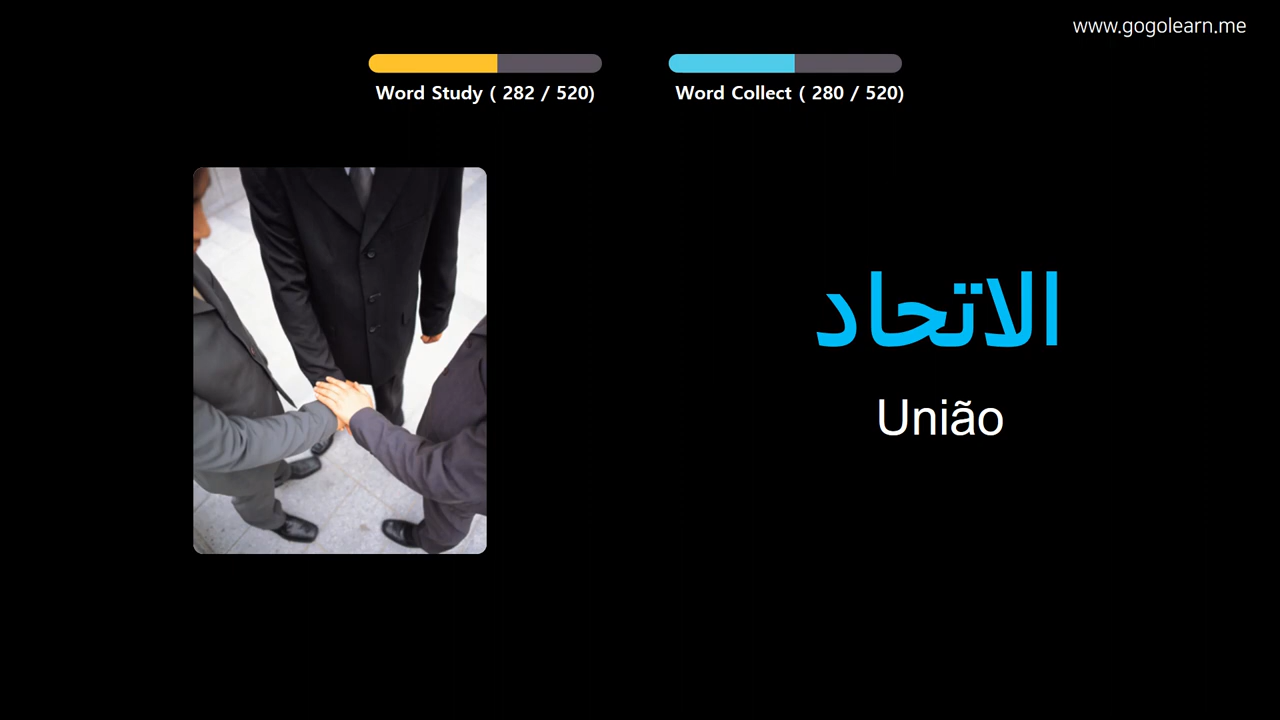 www.gogolearn.me
Word Study ( 282 / 520)
Word Collect ( 280 / 520)
الاتحاد
União